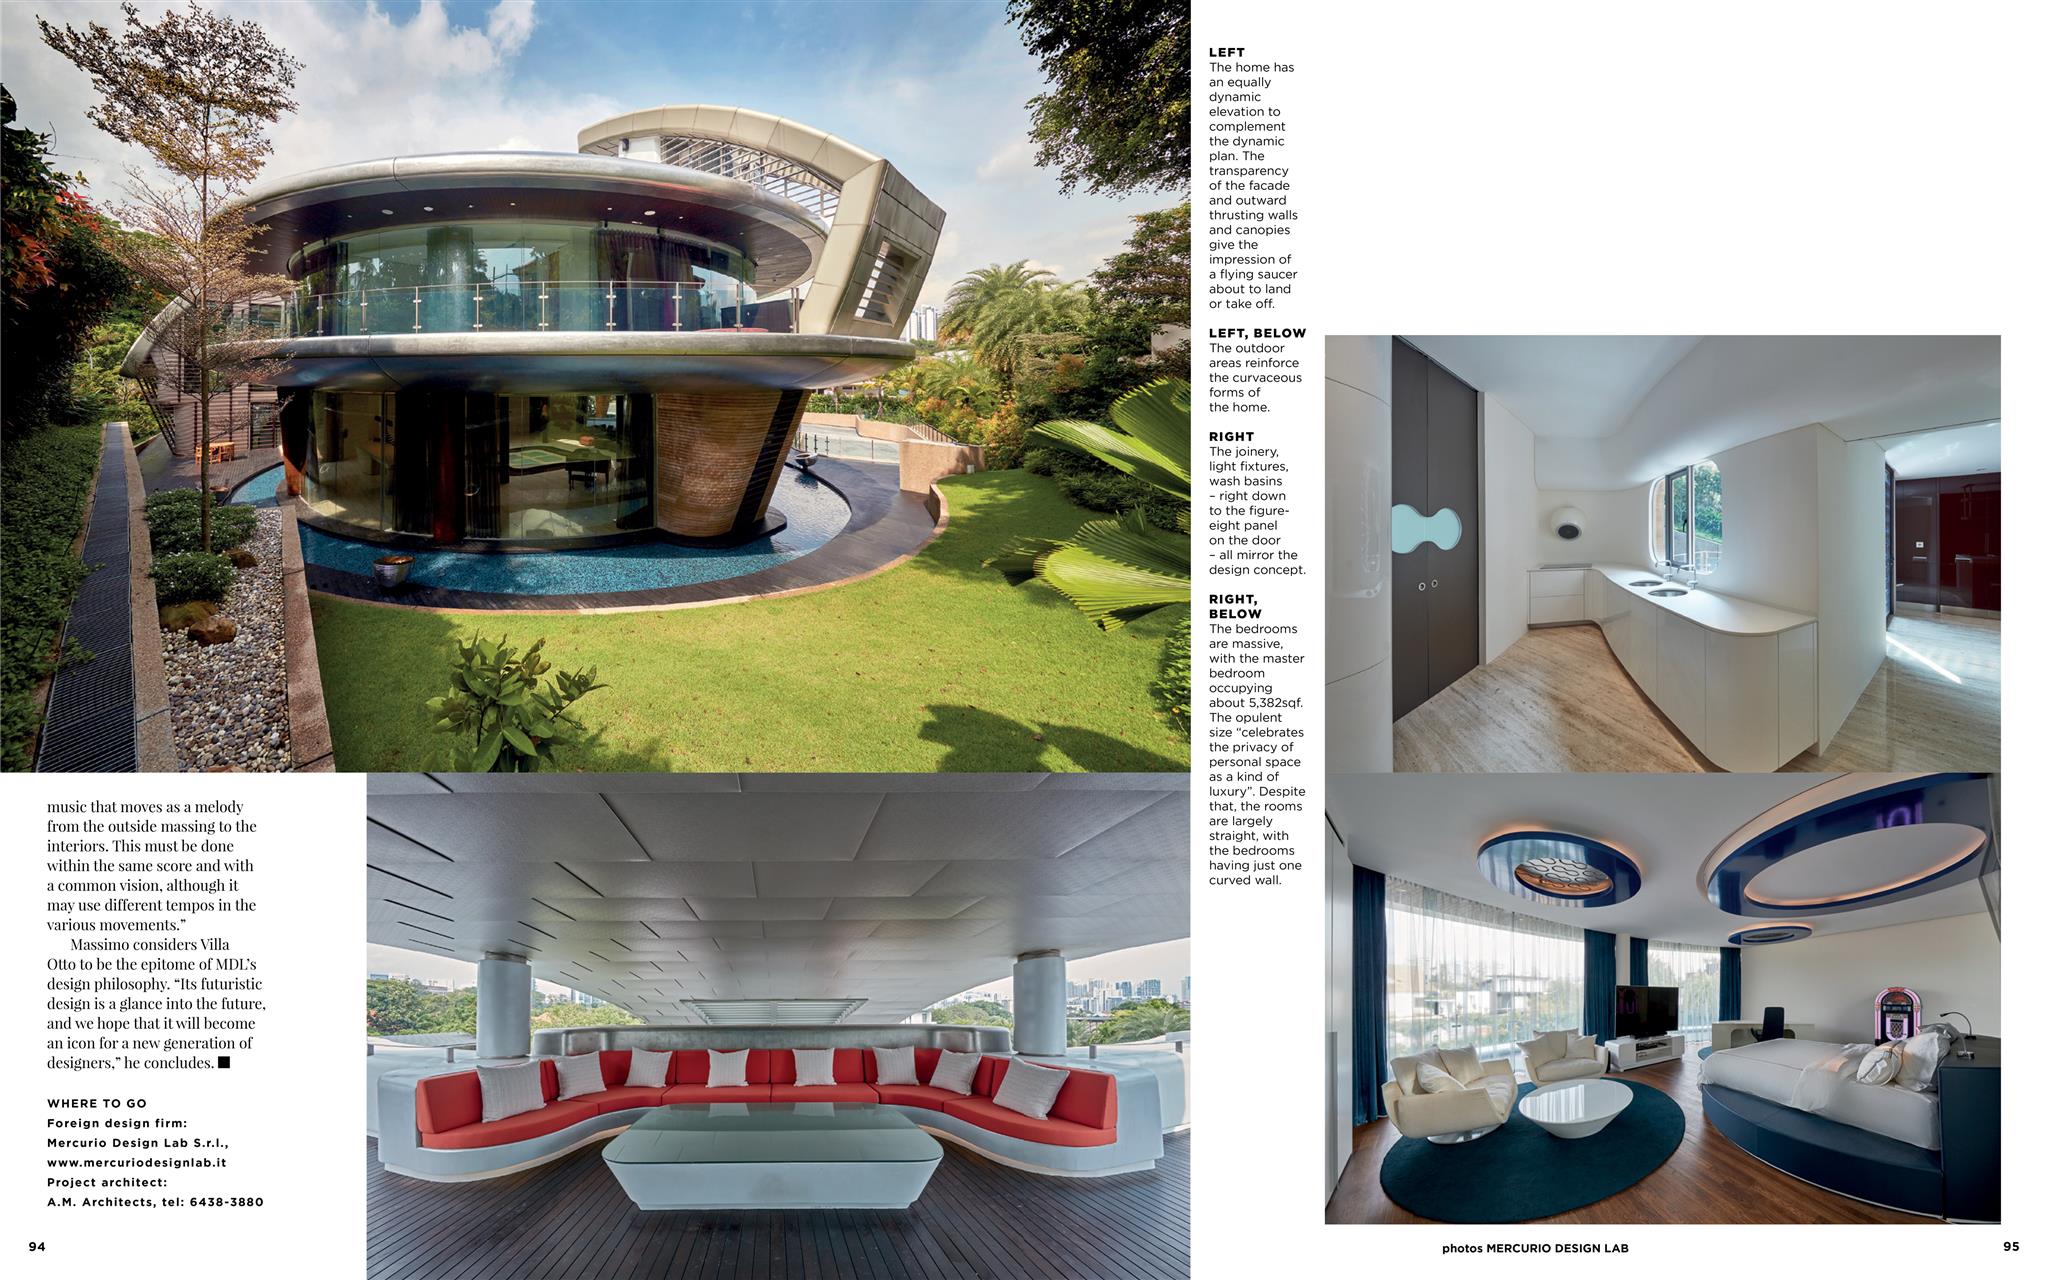 music that moves as a melody
from the outside massing to the
interiors. This must be done
within the same score and with
a common vision, although it
may use different tempos in the
various movements.”
Massimo considers Villa
Otto to be the epitome of MDL’s
design philosophy. “Its futuristic
design is a glance into the future,
and we hope that it will become
an icon for a new generation of
designers,” he concludes. ■
WHERE TO GO
Foreign design firm:
Mercurio Design Lab S.r.l.,
www.mercuriodesignlab.it
Project architect:
A.M. Architects, tel: 6438-3880
94
LEFT
The home has
an equally
dynamic
elevation to
complement
the dynamic
plan. The
transparency
of the facade
and outward
thrusting walls
and canopies
give the
impression of
a flying saucer
about to land
or take off.
LEFT, BELOW
The outdoor
areas reinforce
the curvaceous
forms of
the home.
RIGHT
The joinery,
light fixtures,
wash basins
– right down
to the figure-
eight panel
on the door
– all mirror the
design concept.
RIGHT,
BELOW
The bedrooms
are massive,
with the master
bedroom
occupying
about 5,382sqf.
The opulent
size “celebrates
the privacy of
personal space
as a kind of
luxury”. Despite
that, the rooms
are largely
straight, with
the bedrooms
having just one
curved wall.
photos MERCURIO DESIGN LAB
95